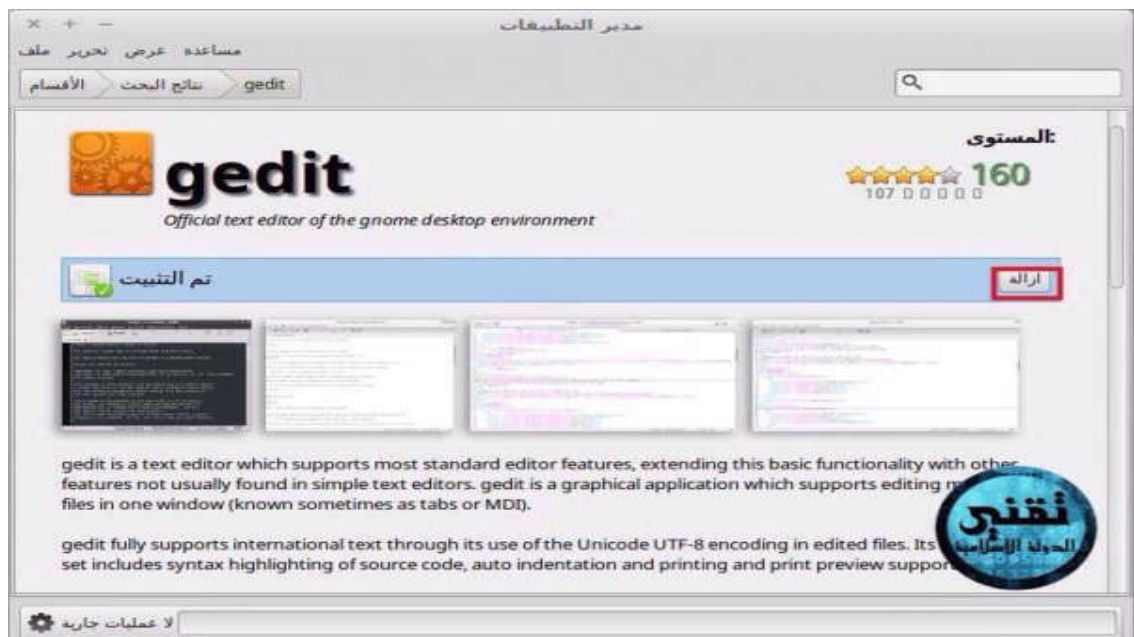 مدير التطبيقات
ملف تحرير عرض مساعده
الأقسام نتائج البحث gedit
gedit
Official text editor of the gnome desktop environment
المستوى:
160
107
تم التثبيت
ازاله
gedit is a text editor which supports most standard editor features, extending this basic functionality with other
features not usually found in simple text editors. gedit is a graphical application which supports editing
files in one window (known sometimes as tabs or MDI).
gedit fully supports international text through its use of the Unicode UTF-8 encoding in edited files. Its
set includes syntax highlighting of source code, auto indentation and printing and print preview
تقني
الدولة الإسلامية
لا عمليات جارية